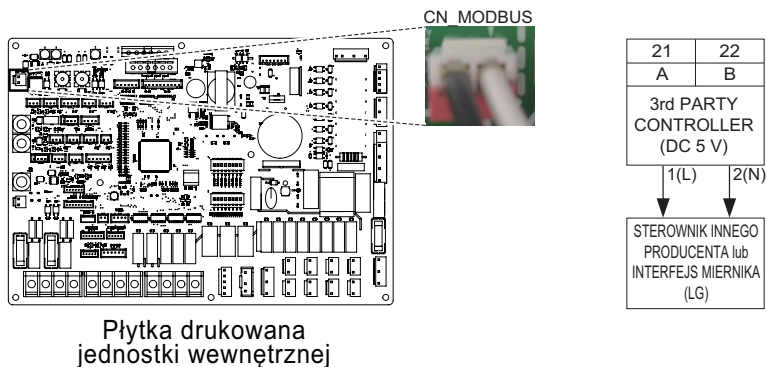 CN_MODBUS
21 22
A B
3rd PARTY
CONTROLLER
(DC 5 V)
1(L) 2(N)
STEROWNIK INNEGO
PRODUCENTA lub
INTERFEJS MIERNIKA
(LG)
Płytka drukowana
jednostki wewnętrznej